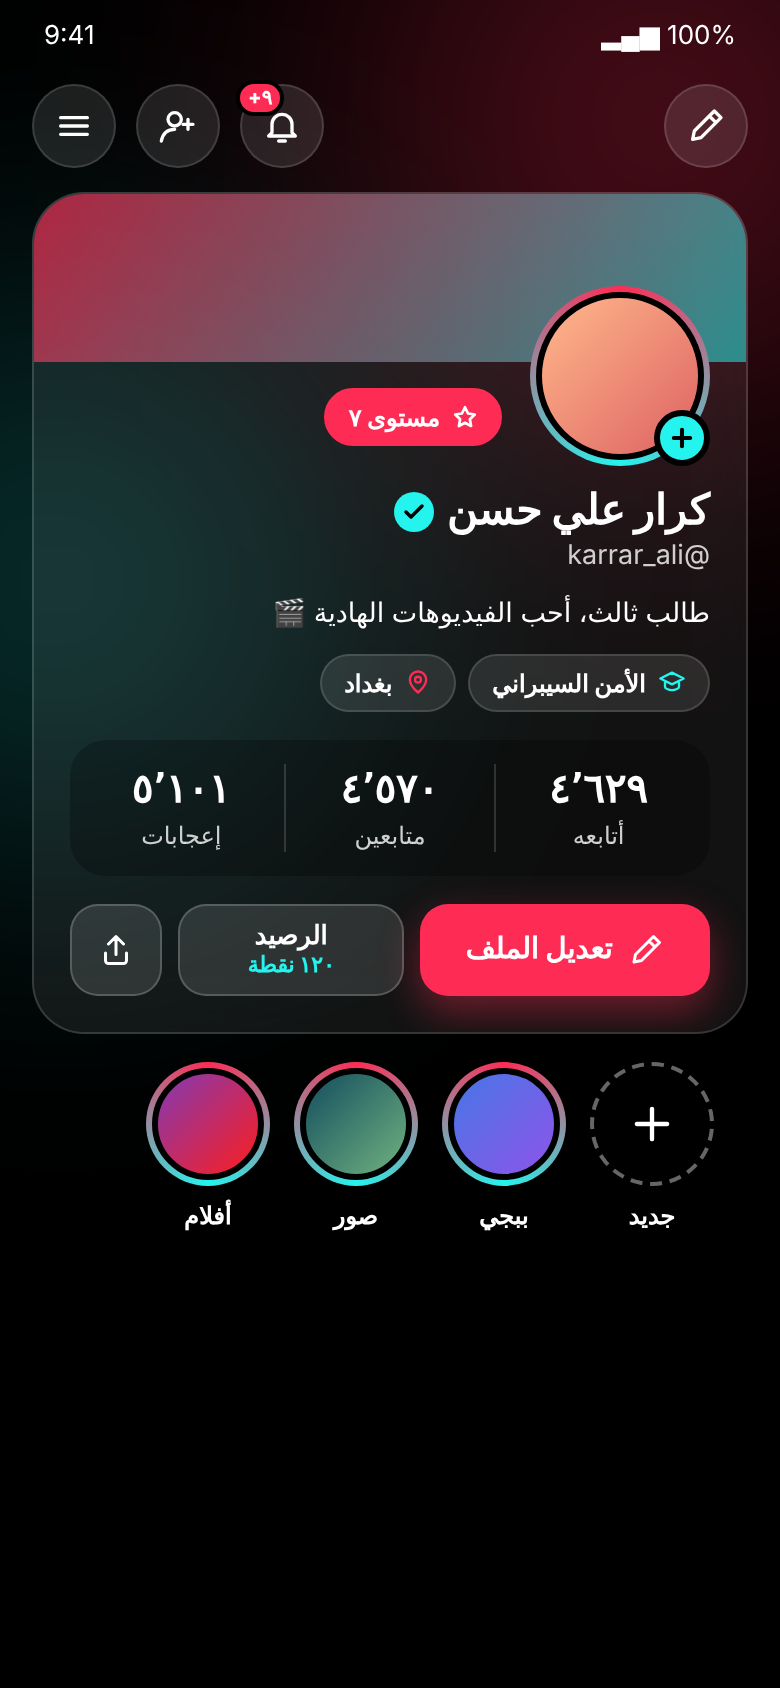 9:41
100%
+٩
مستوى ٧
كرار علي حسن
@karrar_ali
طالب ثالث، أحب الفيديوهات الهادية 🎬
الأمن السيبراني
بغداد
٤٬٦٢٩
أتابعه
٤٬٥٧٠
متابعين
٥٬١٠١
إعجابات
تعديل الملف
الرصيد
١٢٠ نقطة
جديد
ببجي
صور
أفلام